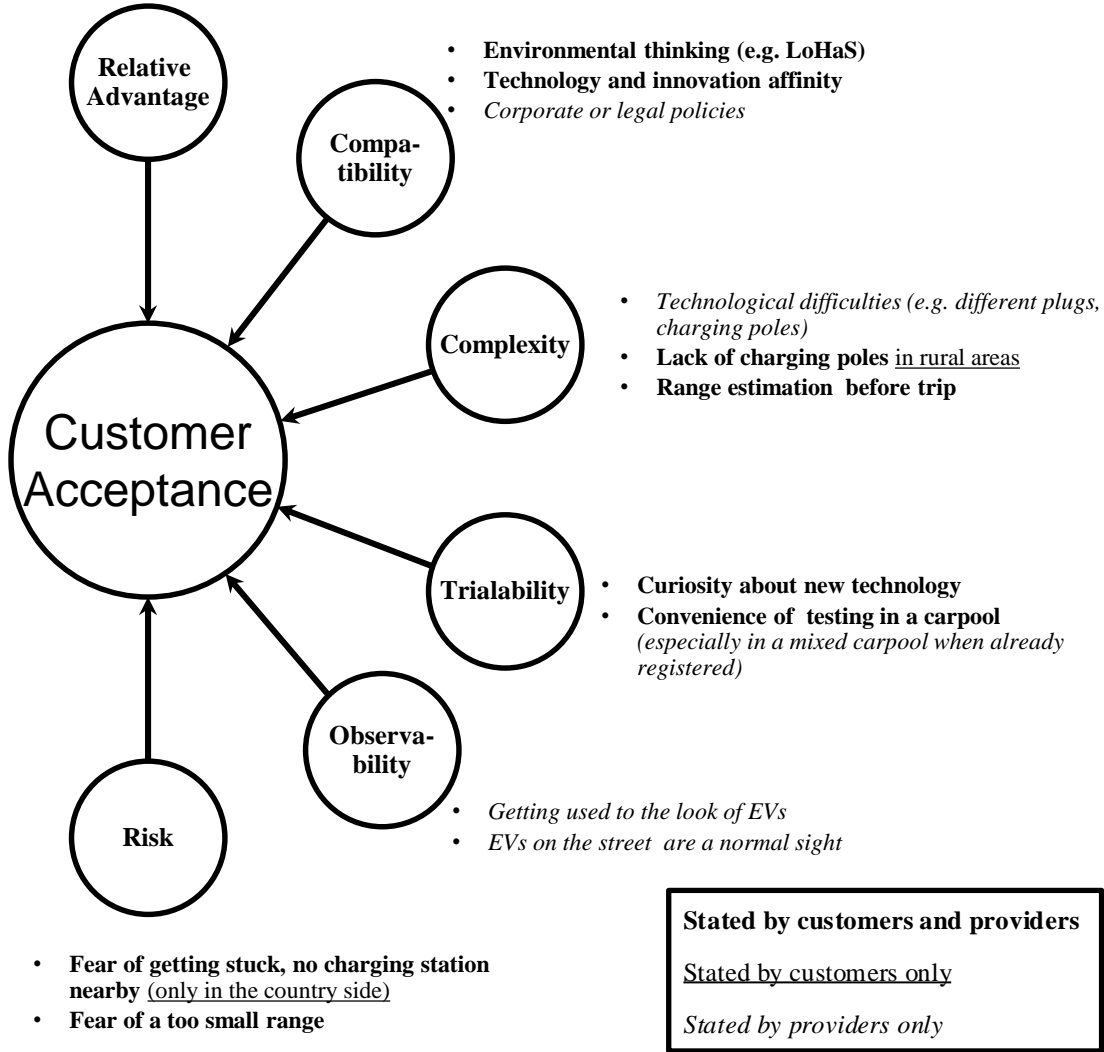 Relative
Advantage
• Environmental thinking (e.g. LoHaS)
• Technology and innovation affinity
• Corporate or legal policies
Compa-
tibility
• Technological difficulties (e.g. different plugs,
charging poles)
• Lack of charging poles in rural areas
• Range estimation before trip
Complexity
Customer
Acceptance
Trialability
• Curiosity about new technology
• Convenience of testing in a carpool
(especially in a mixed carpool when already
registered)
Observa-
bility
• Getting used to the look of EVs
• EVs on the street are a normal sight
Risk
• Fear of getting stuck, no charging station
nearby (only in the country side)
• Fear of a too small range
Stated by customers and providers
Stated by customers only
Stated by providers only